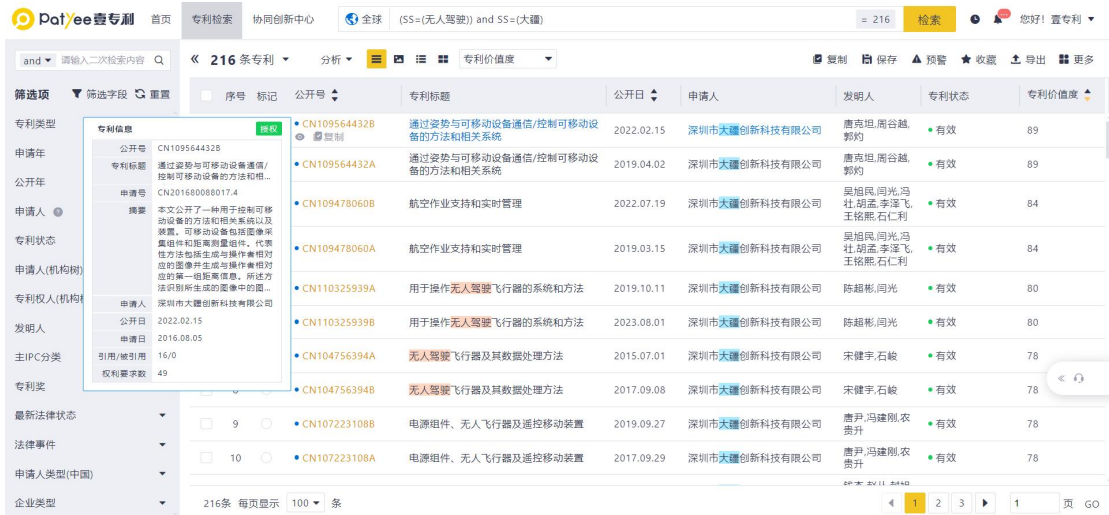 Patyee壹专利 首页 专利检索 协同创新中心 全球 (SS=(无人驾驶)) and SS=(大疆) = 216 检索 您好！壹专利
and 请输入二次检索内容 216 条专利 分析 专利价值度 复制 保存 预警 收藏 导出 更多
筛选项 筛选字段 重置 序号 标记 公开号 专利标题 公开日 申请人 发明人 专利状态 专利价值度
专利类型
申请年
公开年
申请人
专利状态
申请人(机构树)
专利权人(机构
发明人
主IPC分类
专利奖
最新法律状态
法律事件
申请人类型(中国)
企业类型
专利信息 授权
公开号 CN109564432B
专利标题 通过姿势与可移动设备通信/
控制可移动设备的方法和相...
申请号 CN201680088017.4
摘要 本文公开了一种用于控制可移
动设备的方法和相关系统以及
装置。可移动设备包括图像采
集组件和距离测量组件。代表
性方法包括生成与操作者相对
应的图像并生成与操作者相对
应的第一组距离信息。所述方
法识别所生成的图像中的图...
申请人 深圳市大疆创新科技有限公司
公开日 2022.02.15
申请日 2016.08.05
引用/被引用 16/0
权利要求数 49
CN109564432B 通过姿势与可移动设备通信/控制可移动设 2022.02.15 深圳市大疆创新科技有限公司 唐克坦,周谷越, 有效 89
复制 备的方法和相关系统 郭灼
CN109564432A 通过姿势与可移动设备通信/控制可移动设 2019.04.02 深圳市大疆创新科技有限公司 唐克坦,周谷越, 有效 89
备的方法和相关系统 郭灼
CN109478060B 航空作业支持和实时管理 2022.07.19 深圳市大疆创新科技有限公司 吴旭民,闫光,冯 有效 84
壮,胡孟,李泽飞,
王铭熙,石仁利
CN109478060A 航空作业支持和实时管理 2019.03.15 深圳市大疆创新科技有限公司 吴旭民,闫光,冯 有效 84
壮,胡孟,李泽飞,
王铭熙,石仁利
CN110325939A 用于操作无人驾驶飞行器的系统和方法 2019.10.11 深圳市大疆创新科技有限公司 陈超彬,闫光 有效 80
CN110325939B 用于操作无人驾驶飞行器的系统和方法 2023.08.01 深圳市大疆创新科技有限公司 陈超彬,闫光 有效 80
CN104756394A 无人驾驶飞行器及其数据处理方法 2015.07.01 深圳市大疆创新科技有限公司 宋健宇,石峻 有效 78
CN104756394B 无人驾驶飞行器及其数据处理方法 2017.09.08 深圳市大疆创新科技有限公司 宋健宇,石峻 有效 78
9 CN107223108B 电源组件、无人飞行器及遥控移动装置 2019.09.27 深圳市大疆创新科技有限公司 唐尹,冯建刚,农 有效 78
贵升
10 CN107223108A 电源组件、无人飞行器及遥控移动装置 2017.09.29 深圳市大疆创新科技有限公司 唐尹,冯建刚,农 有效 78
贵升
216条 每页显示 100 条 1 2 3 1 页 GO